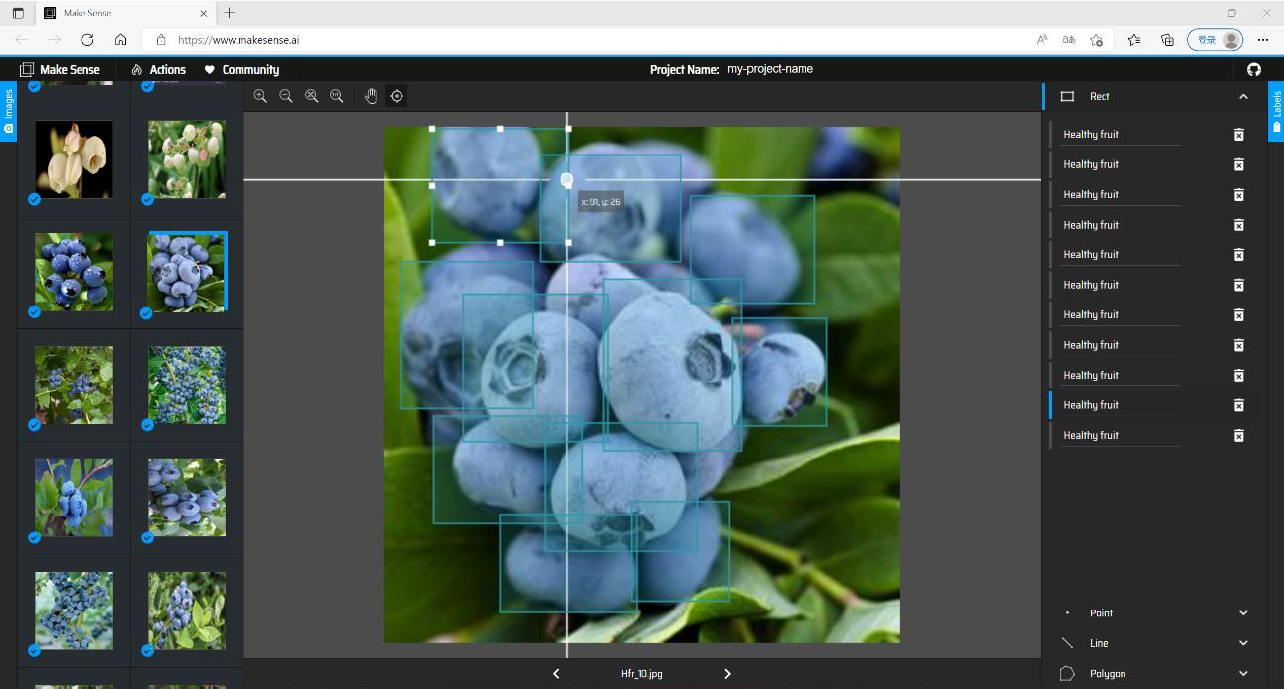 Make Sense
https://www.makesense.ai
登录
Make Sense Actions Community
Project Name: my-project-name
Images
Labels
Rect
Healthy fruit
Healthy fruit
Healthy fruit
Healthy fruit
Healthy fruit
Healthy fruit
Healthy fruit
Healthy fruit
Healthy fruit
Healthy fruit
Healthy fruit
x: 91, y: 26
Point
Line
Polygon
Hfr_10.jpg